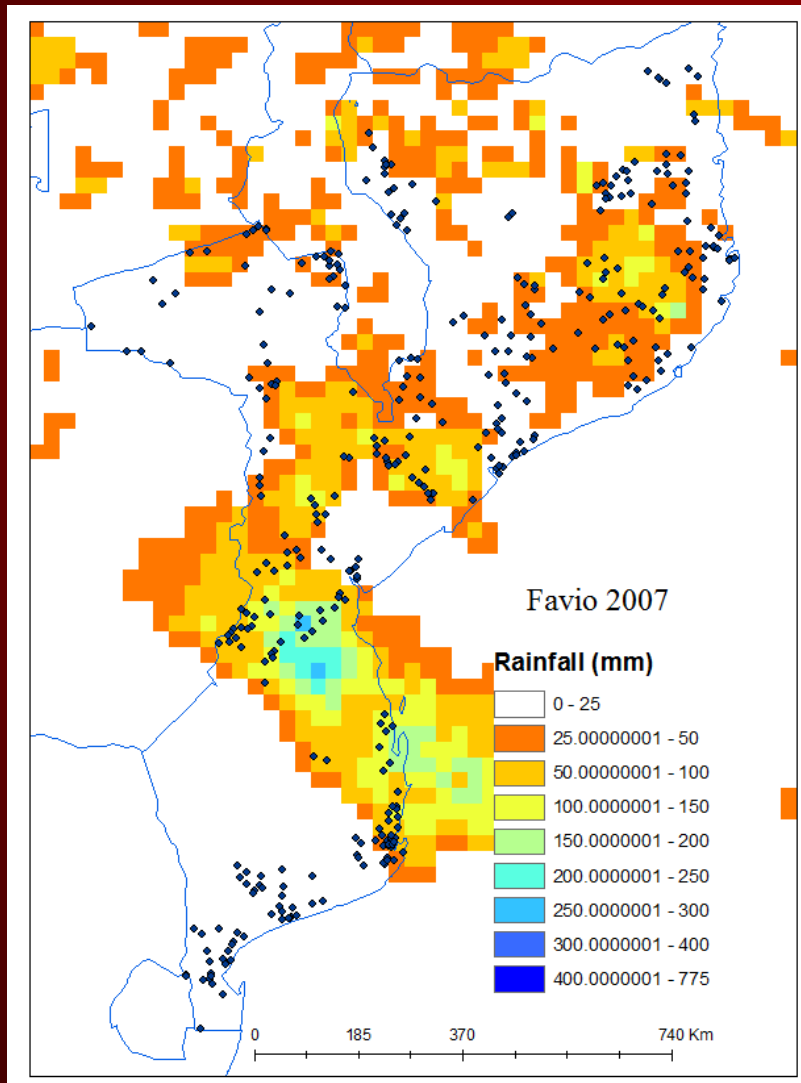 Favio 2007
Rainfall (mm)
0 - 25
25.00000001 - 50
50.00000001 - 100
100.0000001 - 150
150.0000001 - 200
200.0000001 - 250
250.0000001 - 300
300.0000001 - 400
400.0000001 - 775
0 185 370 740 Km